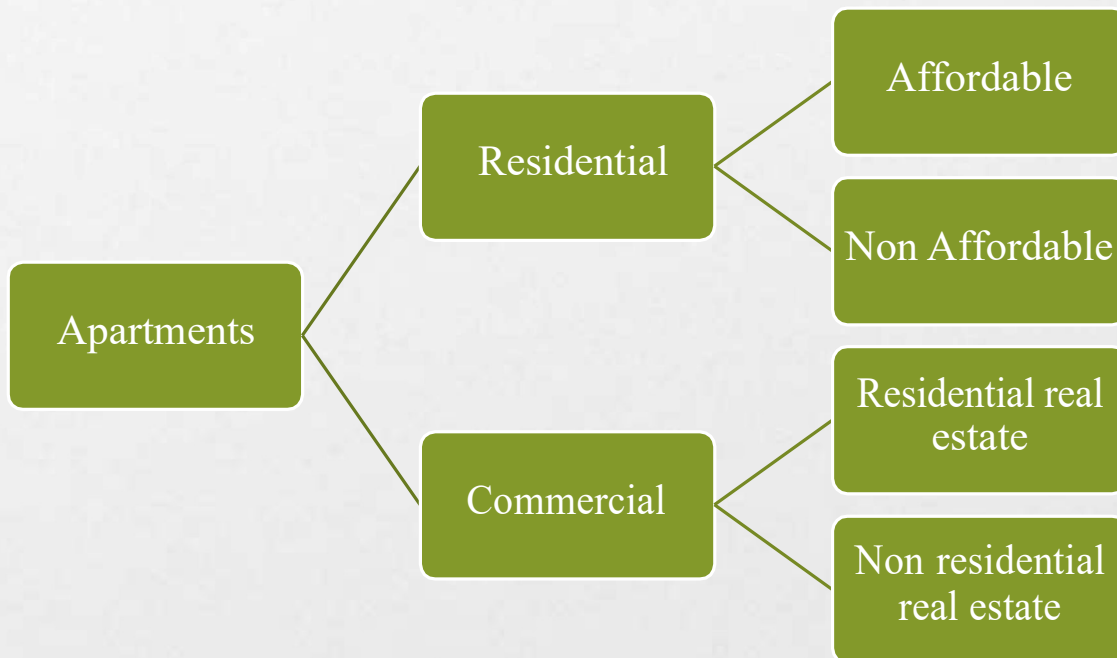 Apartments
Residential
Affordable
Non Affordable
Commercial
Residential real
estate
Non residential
real estate